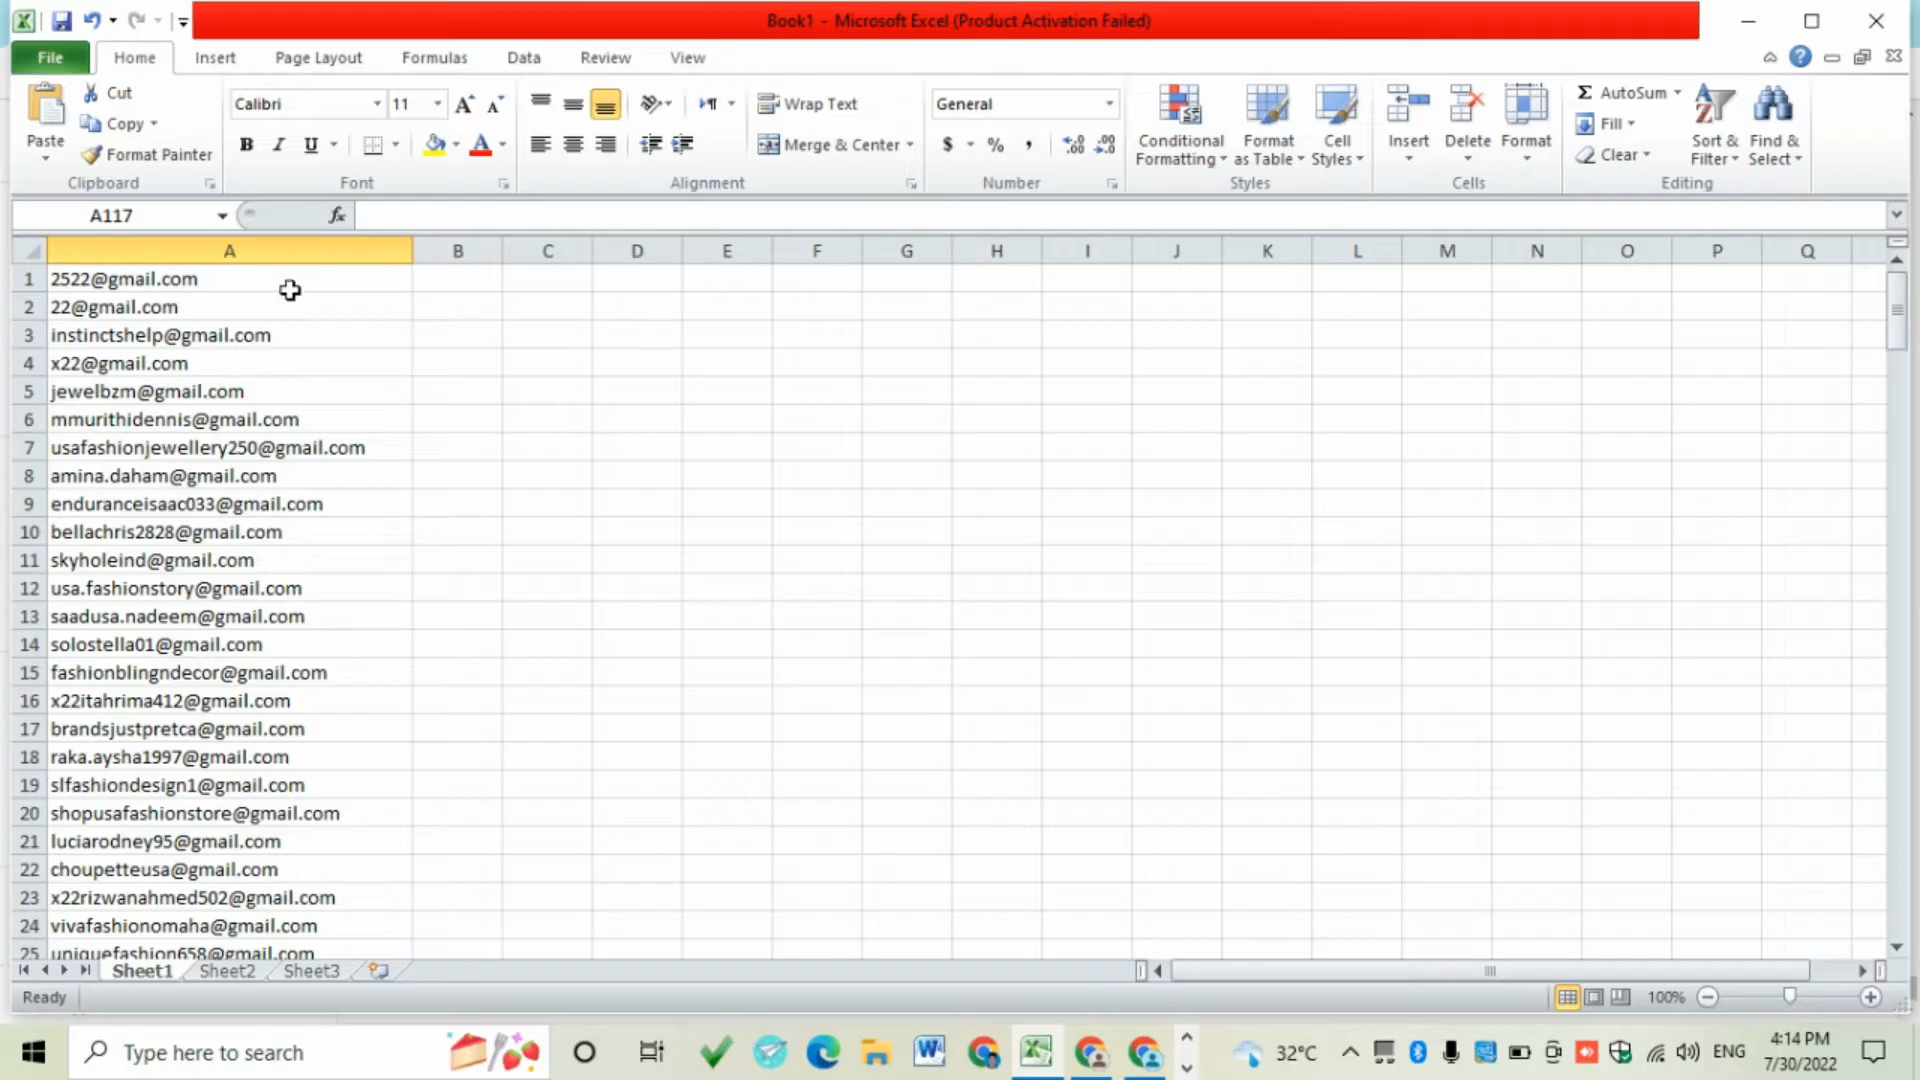 Book1 - Microsoft Excel (Product Activation Failed)
File Home Insert Page Layout Formulas Data Review View
Paste
Cut
Copy
Format Painter
Clipboard
Calibri 11
B I U A
Font
Wrap Text
Merge & Center
Alignment
General
$ % ,
Number
Conditional Formatting
Format as Table
Cell Styles
Styles
Insert Delete Format
Cells
Σ AutoSum
Fill
Clear
Sort & Filter
Find & Select
Editing
A117 fx
A B C D E F G H I J K L M N O P Q
1 2522@gmail.com
2 22@gmail.com
3 instinctshelp@gmail.com
4 x22@gmail.com
5 jewelbzm@gmail.com
6 mmurithidennis@gmail.com
7 usafashionjewellery250@gmail.com
8 amina.daham@gmail.com
9 enduranceisaac033@gmail.com
10 bellachris2828@gmail.com
11 skyholeind@gmail.com
12 usa.fashionstory@gmail.com
13 saadusa.nadeem@gmail.com
14 solostella01@gmail.com
15 fashionblingndecor@gmail.com
16 x22itahrima412@gmail.com
17 brandsjustpretca@gmail.com
18 raka.aysha1997@gmail.com
19 slfashiondesign1@gmail.com
20 shopusafashionstore@gmail.com
21 luciarodney95@gmail.com
22 choupetteusa@gmail.com
23 x22rizwanahmed502@gmail.com
24 vivafashionomaha@gmail.com
25 uniquefashion658@gmail.com
Sheet1 Sheet2 Sheet3
Ready 100%
Type here to search
32°C
ENG
4:14 PM
7/30/2022